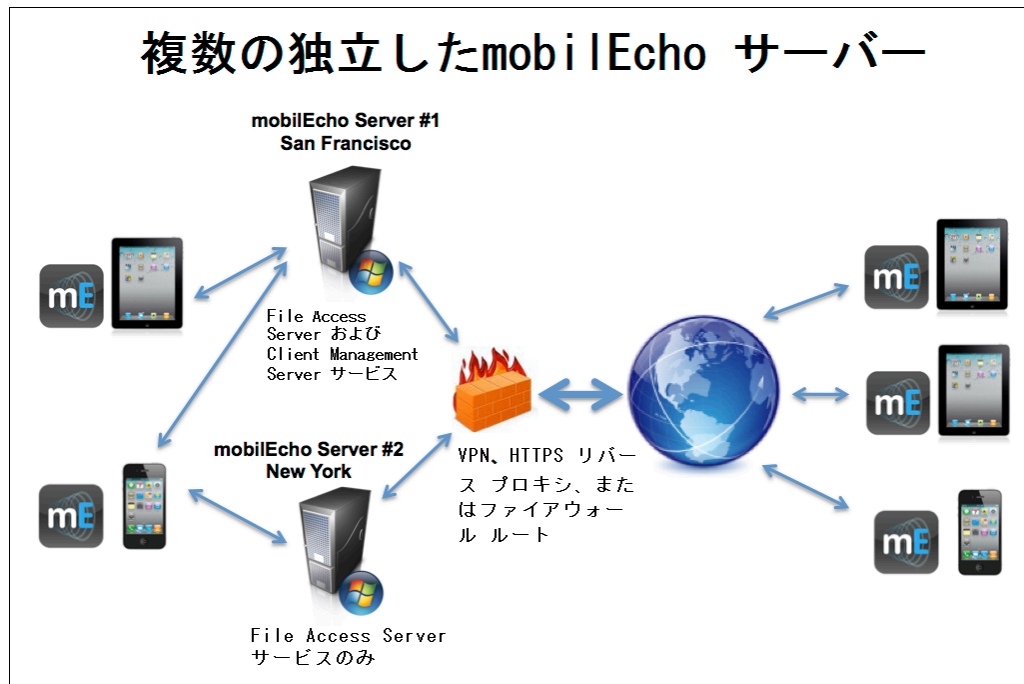 複数の独立したmobilEcho サーバー
mobilEcho Server #1
San Francisco
mE
File Access
Server および
Client Management
Server サービス
mobilEcho Server #2
New York
mE
File Access Server
サービスのみ
VPN、HTTPS リバー
ス プロキシ、また
はファイアウォー
ル ルート
mE
mE
mE